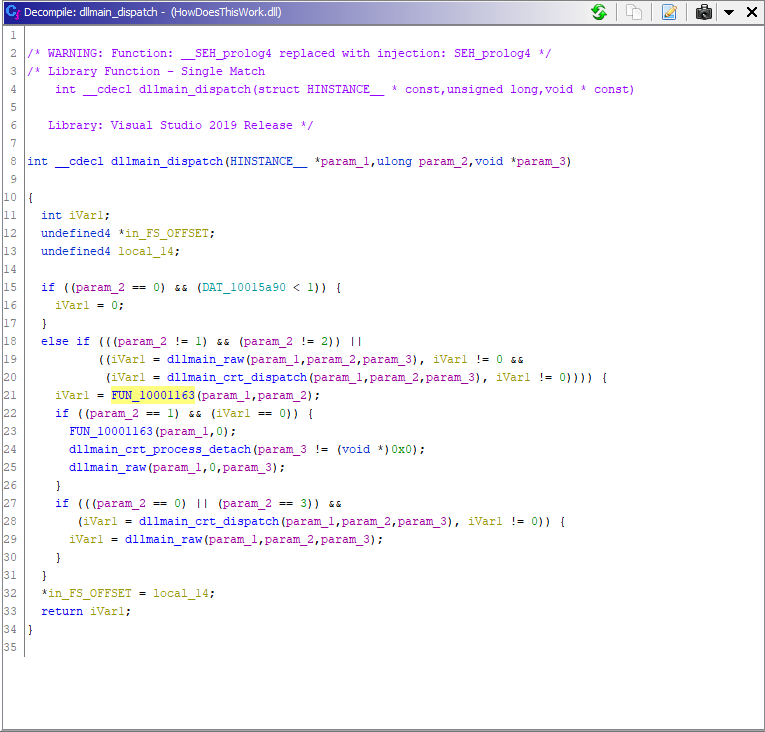 Decompile: dllmain_dispatch - (HowDoesThisWork.dll)
1
2 /* WARNING: Function: __SEH_prolog4 replaced with injection: SEH_prolog4 */
3 /* Library Function - Single Match
4     int __cdecl dllmain_dispatch(struct HINSTANCE__ * const,unsigned long,void * const)
5
6    Library: Visual Studio 2019 Release */
7
8 int __cdecl dllmain_dispatch(HINSTANCE__ *param_1,ulong param_2,void *param_3)
9
10 {
11   int iVar1;
12   undefined4 *in_FS_OFFSET;
13   undefined4 local_14;
14
15   if ((param_2 == 0) && (DAT_10015a90 < 1)) {
16     iVar1 = 0;
17   }
18   else if (((param_2 != 1) && (param_2 != 2)) ||
19           ((iVar1 = dllmain_raw(param_1,param_2,param_3), iVar1 != 0 &&
20            (iVar1 = dllmain_crt_dispatch(param_1,param_2,param_3), iVar1 != 0)))) {
21     iVar1 = FUN_10001163(param_1,param_2);
22     if ((param_2 == 1) && (iVar1 == 0)) {
23       FUN_10001163(param_1,0);
24       dllmain_crt_process_detach(param_3 != (void *)0x0);
25       dllmain_raw(param_1,0,param_3);
26     }
27     if (((param_2 == 0) || (param_2 == 3)) &&
28        (iVar1 = dllmain_crt_dispatch(param_1,param_2,param_3), iVar1 != 0)) {
29       iVar1 = dllmain_raw(param_1,param_2,param_3);
30     }
31   }
32   *in_FS_OFFSET = local_14;
33   return iVar1;
34 }
35